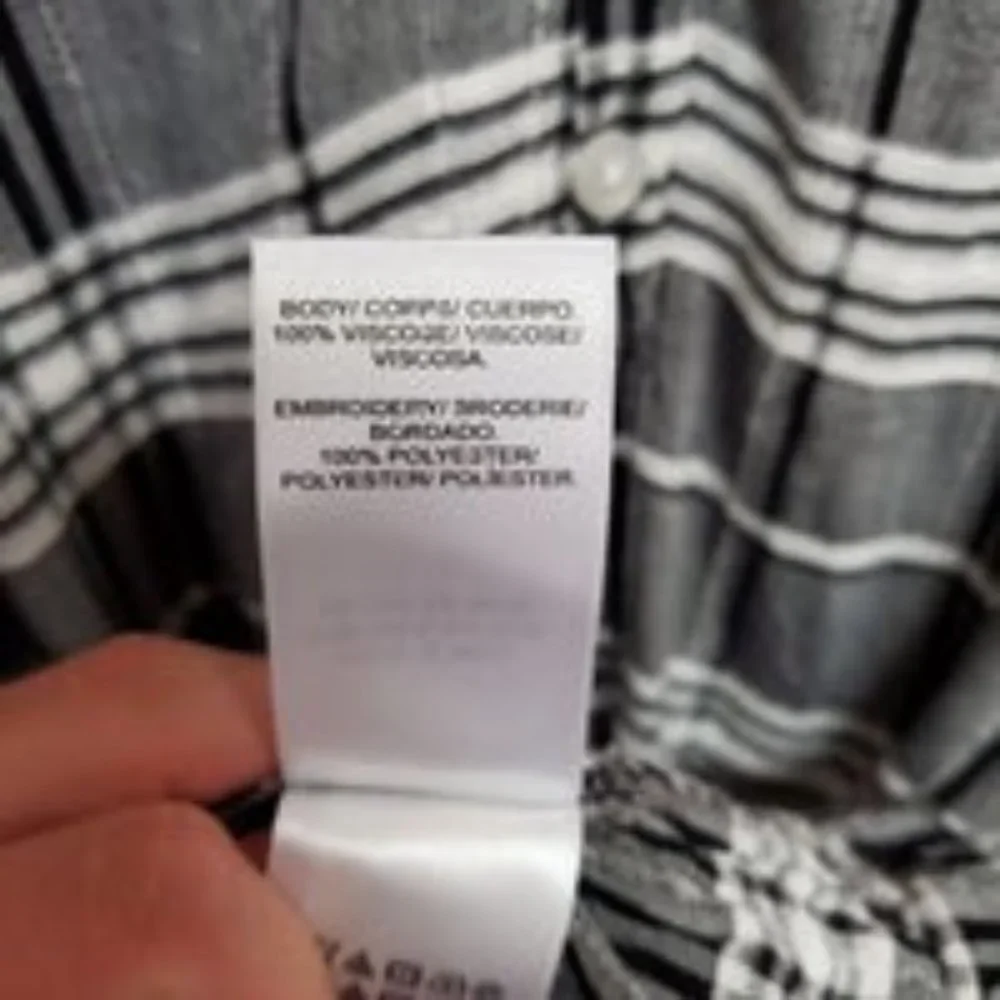 BODY/ CORPS/ CUERPO.
100% VISCOSE/ VISCOSE/
VISCOSA.
EMBROIDERY/ BRODERIE/
BORDADO.
100% POLYESTER/
POLYESTER/ POLIESTER.